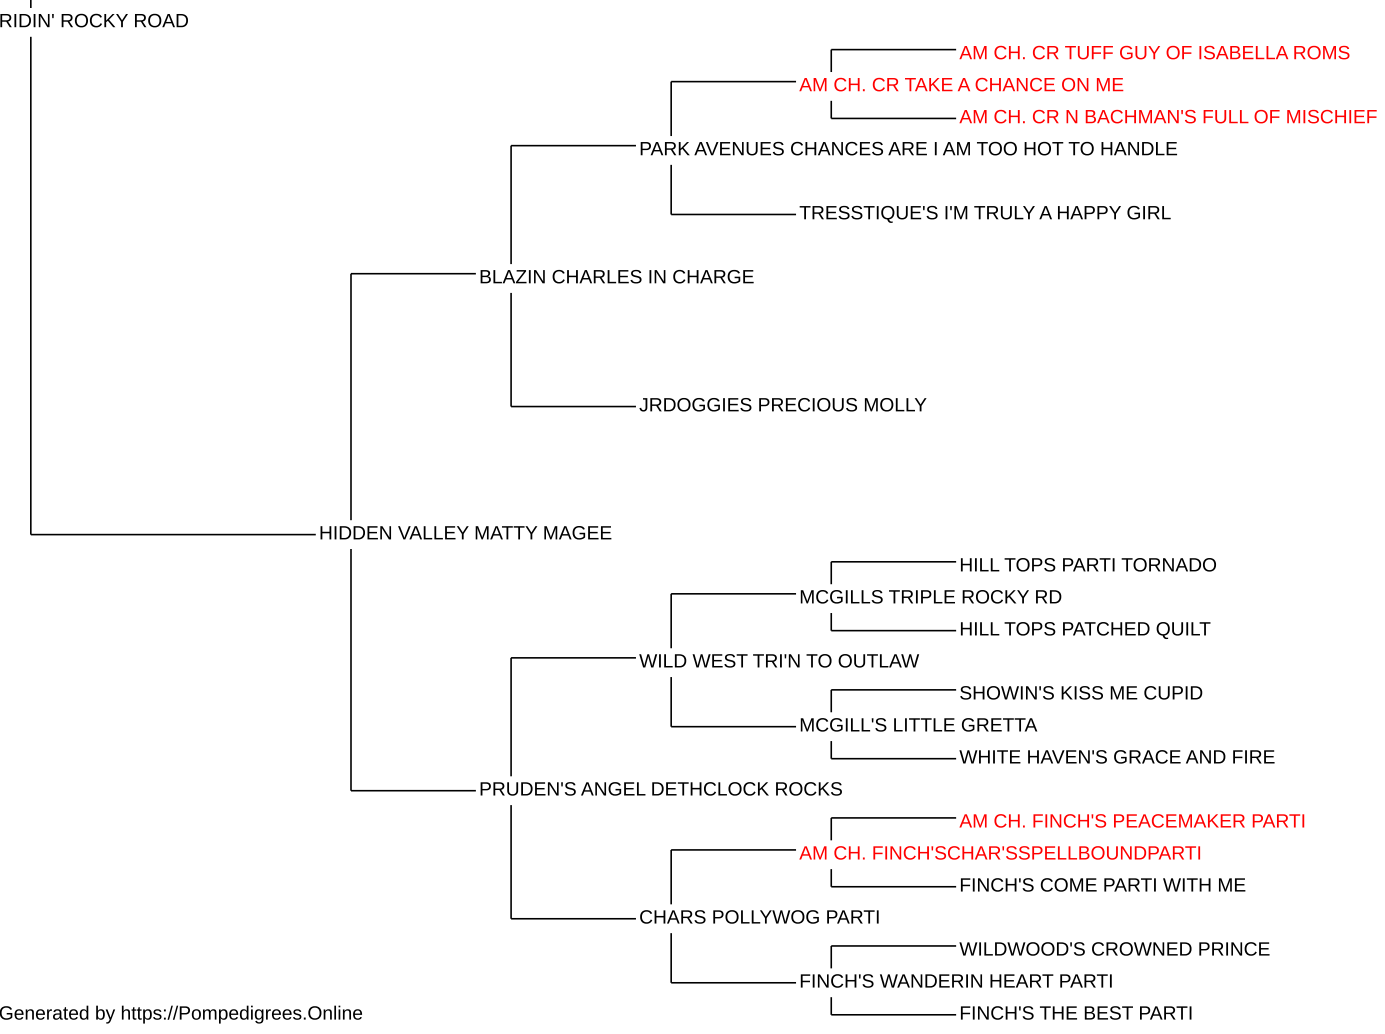 RIDIN' ROCKY ROAD
AM CH. CR TUFF GUY OF ISABELLA ROMS
AM CH. CR TAKE A CHANCE ON ME
AM CH. CR N BACHMAN'S FULL OF MISCHIEF
PARK AVENUES CHANCES ARE I AM TOO HOT TO HANDLE
TRESSTIQUE'S I'M TRULY A HAPPY GIRL
BLAZIN CHARLES IN CHARGE
JRDOGGIES PRECIOUS MOLLY
HIDDEN VALLEY MATTY MAGEE
HILL TOPS PARTI TORNADO
MCGILLS TRIPLE ROCKY RD
HILL TOPS PATCHED QUILT
WILD WEST TRI'N TO OUTLAW
SHOWIN'S KISS ME CUPID
MCGILL'S LITTLE GRETTA
WHITE HAVEN'S GRACE AND FIRE
PRUDEN'S ANGEL DETHCLOCK ROCKS
AM CH. FINCH'S PEACEMAKER PARTI
AM CH. FINCH'SCHAR'SSPELLBOUNDPARTI
FINCH'S COME PARTI WITH ME
CHARS POLLYWOG PARTI
WILDWOOD'S CROWNED PRINCE
FINCH'S WANDERIN HEART PARTI
FINCH'S THE BEST PARTI
Generated by https://Pompedigrees.Online